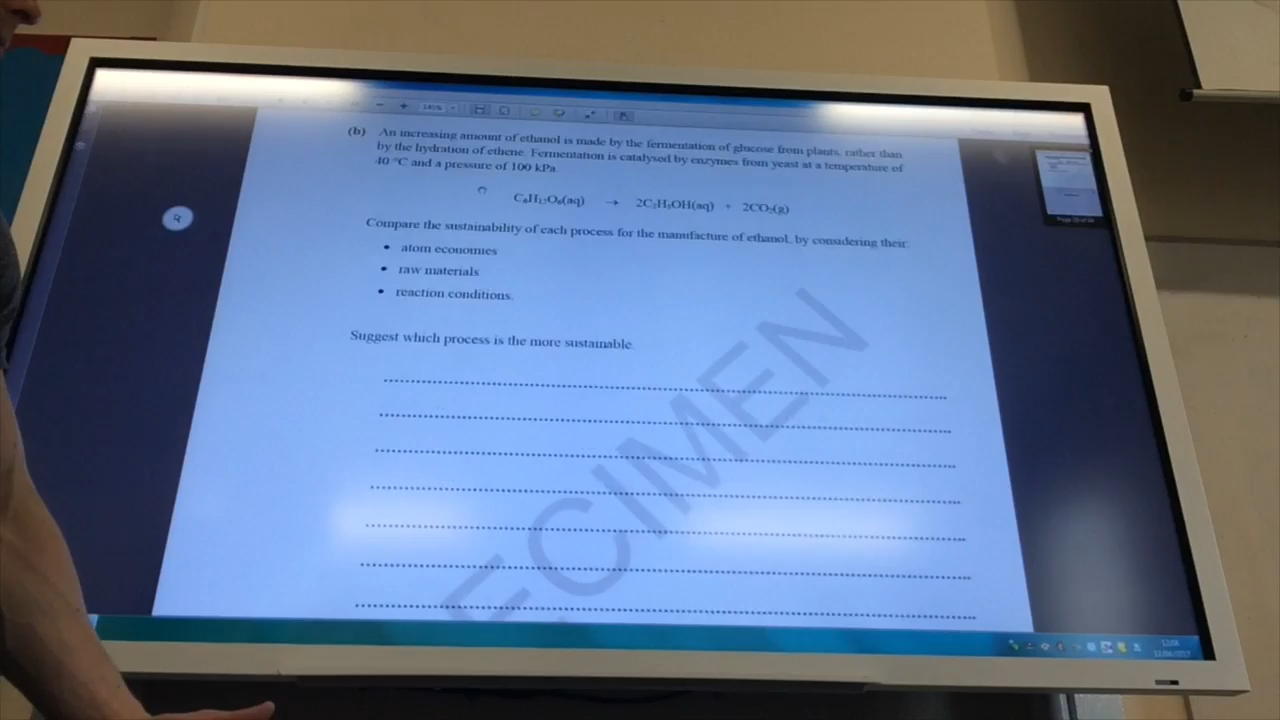 145%
(b) An increasing amount of ethanol is made by the fermentation of glucose from plants, rather than
by the hydration of ethene. Fermentation is catalysed by enzymes from yeast at a temperature of
40 °C and a pressure of 100 kPa.
C₆H₁₂O₆(aq) → 2C₂H₅OH(aq) + 2CO₂(g)
Compare the sustainability of each process for the manufacture of ethanol, by considering their:
• atom economies
• raw materials
• reaction conditions.
Suggest which process is the more sustainable.
ECIMEN